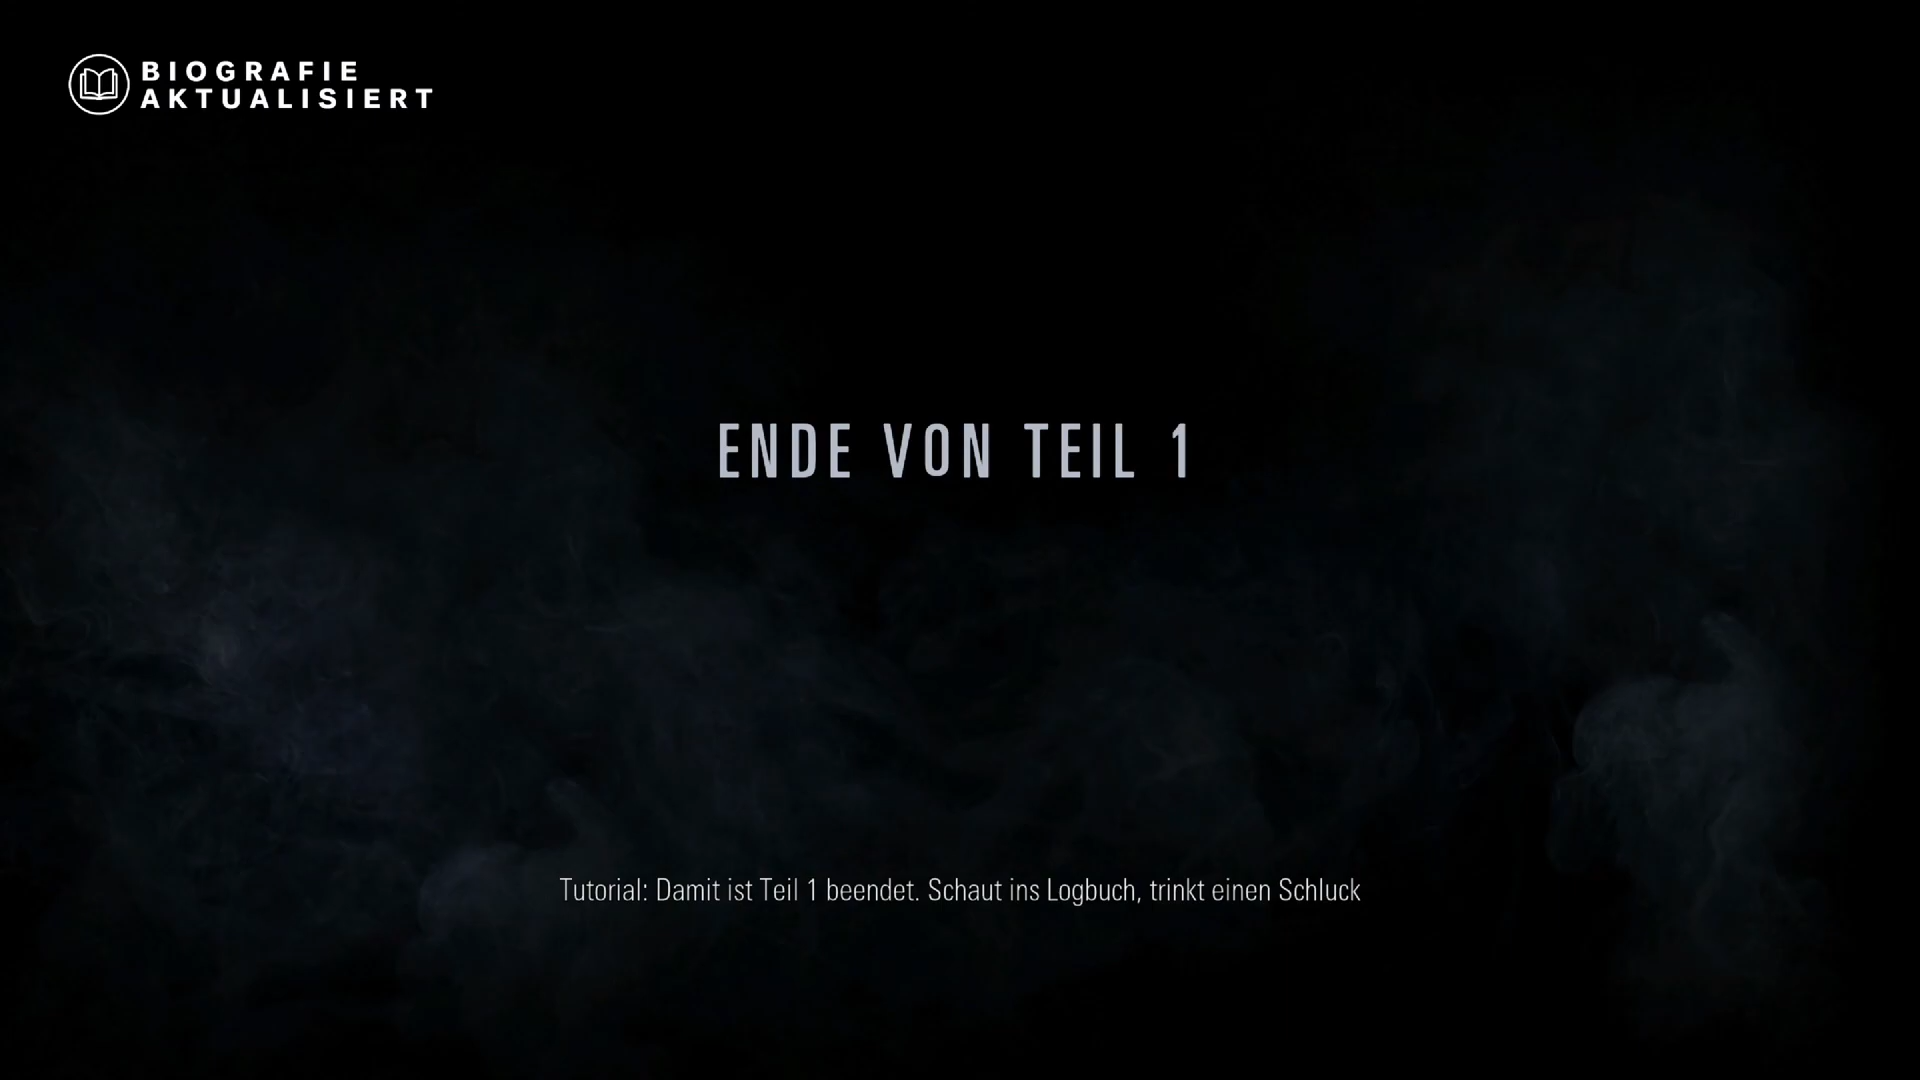 BIOGRAFIE
AKTUALISIERT
ENDE VON TEIL 1
Tutorial: Damit ist Teil 1 beendet. Schaut ins Logbuch, trinkt einen Schluck